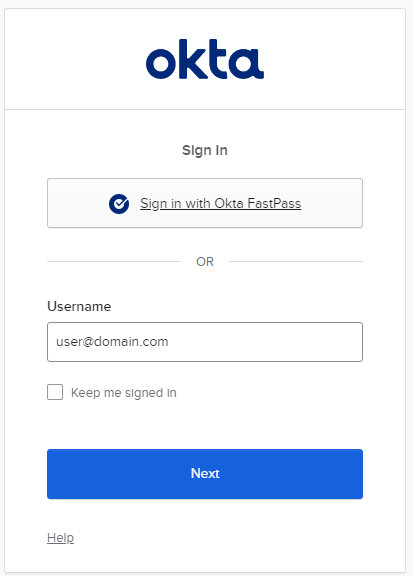 okta
Sign In
Sign in with Okta FastPass
OR
Username
user@domain.com
Keep me signed in
Next
Help